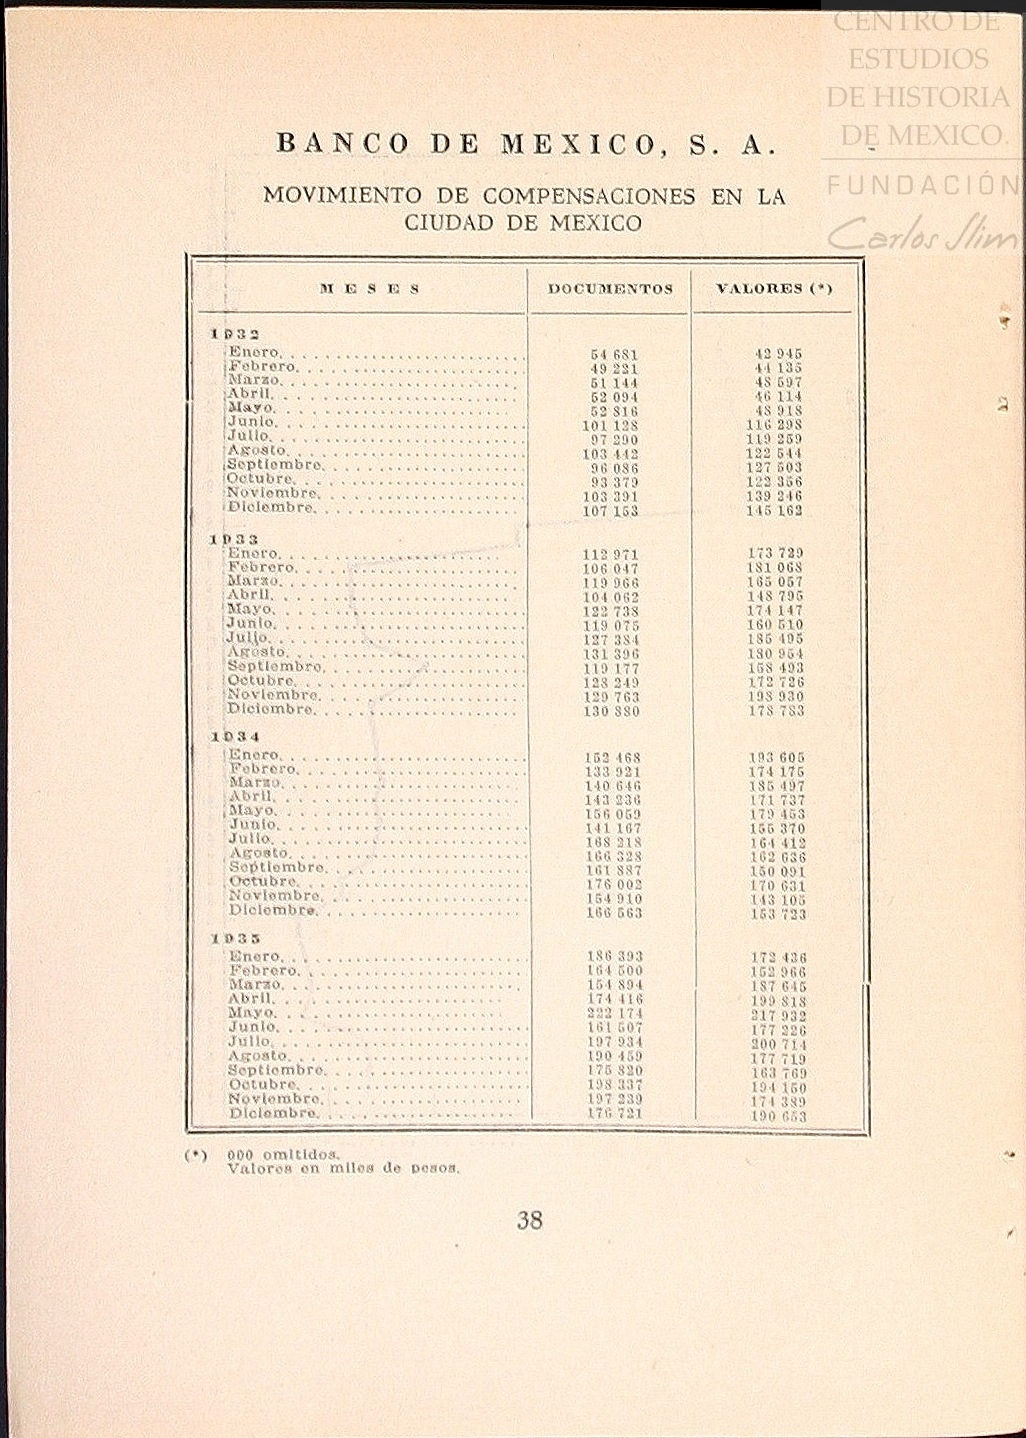 CENTRO DE
ESTUDIOS
DE HISTORIA
DE MEXICO.
FUNDACIÓN
Carlos Slim
BANCO DE MEXICO, S. A.
MOVIMIENTO DE COMPENSACIONES EN LA
CIUDAD DE MEXICO
MESES DOCUMENTOS VALORES (*)
1932
Enero 54 681 42 945
Febrero 49 221 44 135
Marzo 51 144 48 597
Abril 52 094 46 114
Mayo 52 816 48 918
Junio 101 128 116 298
Julio 97 290 119 259
Agosto 103 442 122 544
Septiembre 96 086 127 503
Octubre 93 379 122 356
Noviembre 103 391 139 246
Diciembre 107 153 145 162
1933
Enero 112 971 173 729
Febrero 106 047 181 068
Marzo 119 966 165 057
Abril 104 062 148 795
Mayo 122 738 174 147
Junio 119 075 160 510
Julio 127 384 185 495
Agosto 131 396 180 954
Septiembre 119 177 158 493
Octubre 128 249 172 726
Noviembre 129 763 198 930
Diciembre 130 880 178 783
1934
Enero 152 468 193 605
Febrero 133 921 174 175
Marzo 140 646 185 497
Abril 143 236 171 737
Mayo 156 059 179 453
Junio 141 167 155 370
Julio 168 218 164 412
Agosto 166 328 162 636
Septiembre 161 887 150 091
Octubre 176 002 170 631
Noviembre 154 910 143 105
Diciembre 166 563 153 723
1935
Enero 186 393 172 436
Febrero 164 500 152 966
Marzo 154 894 187 645
Abril 174 416 199 818
Mayo 222 174 217 932
Junio 161 507 177 226
Julio 197 934 200 714
Agosto 190 459 177 719
Septiembre 175 820 163 769
Octubre 198 337 194 150
Noviembre 197 239 174 389
Diciembre 176 721 190 653
(*) 000 omitidos.
Valores en miles de pesos.
38